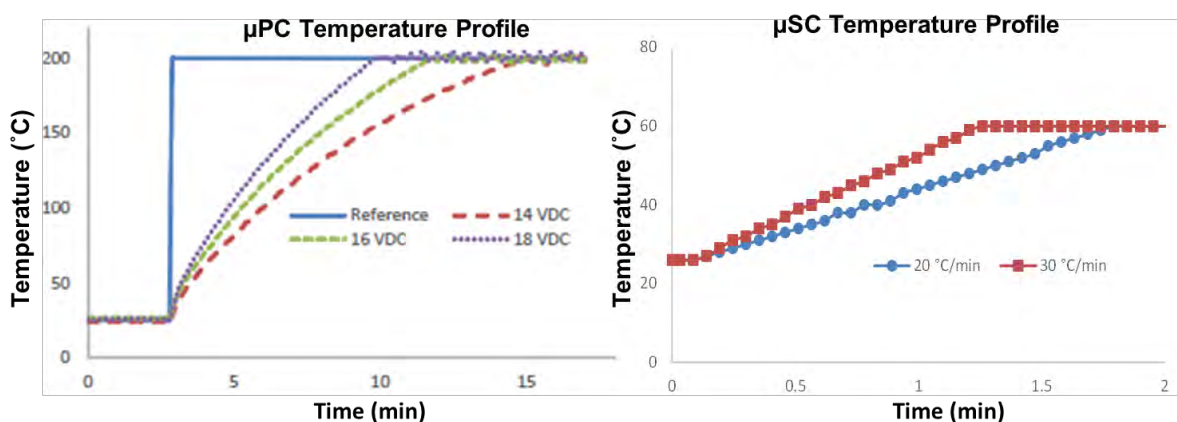 µPC Temperature Profile
200
150
100
50
0
0
5
10
15
Temperature (˚C)
Time (min)
Reference
14 VDC
16 VDC
18 VDC
µSC Temperature Profile
80
60
40
20
0
0
0.5
1
1.5
2
Temperature (˚C)
Time (min)
20 °C/min
30 °C/min